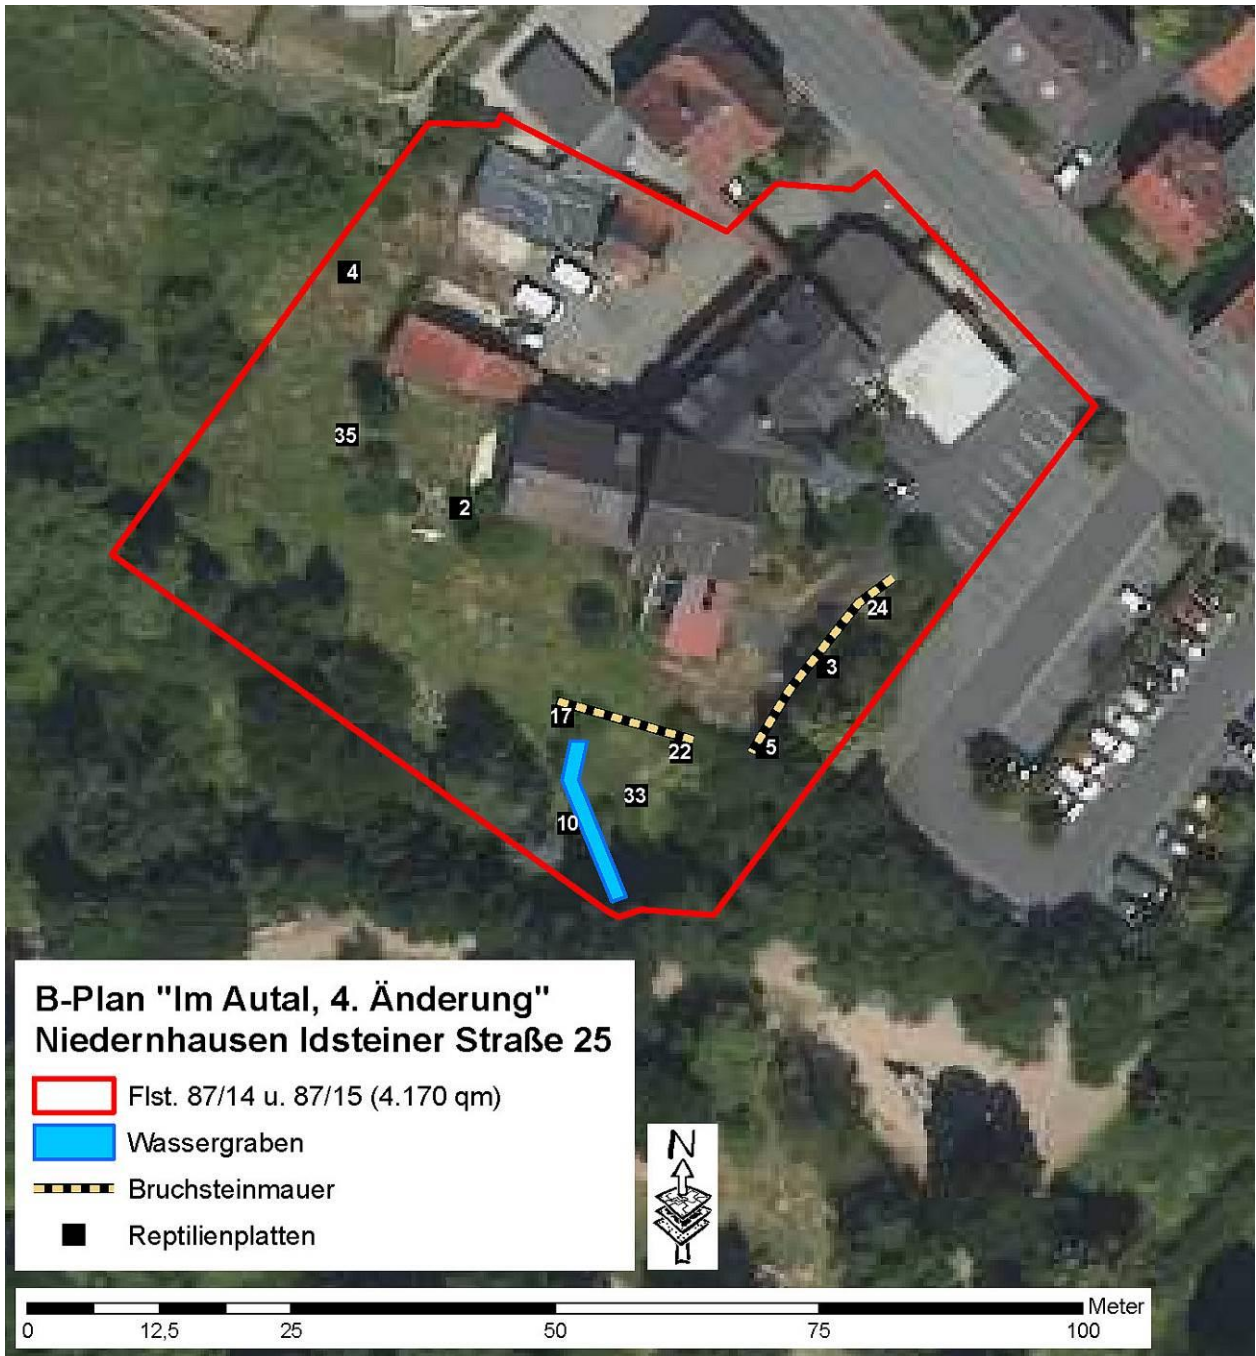 4
35
2
24
3
17
5
22
33
10
B-Plan "Im Autal, 4. Änderung"
Niedernhausen Idsteiner Straße 25
Flst. 87/14 u. 87/15 (4.170 qm)
Wassergraben
Bruchsteinmauer
Reptilienplatten
N
Meter
0 12,5 25 50 75 100